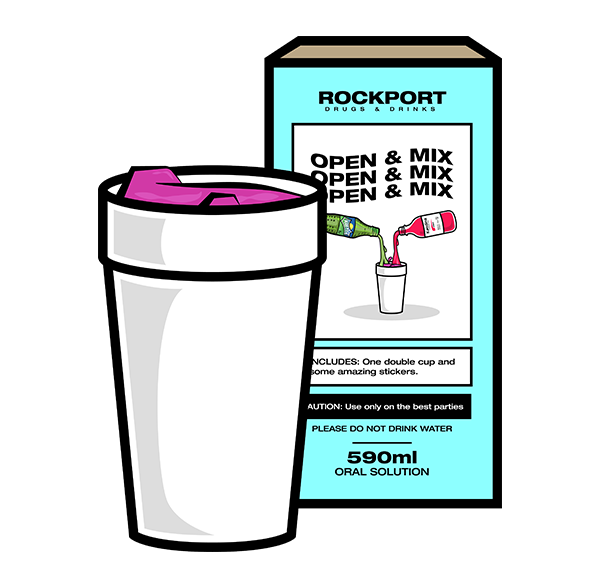 ROCKPORT
DRUGS & DRINKS
OPEN & MIX
OPEN & MIX
OPEN & MIX
NCLUDES: One double cup and
some amazing stickers.
AUTION: Use only on the best parties
PLEASE DO NOT DRINK WATER
590ml
ORAL SOLUTION